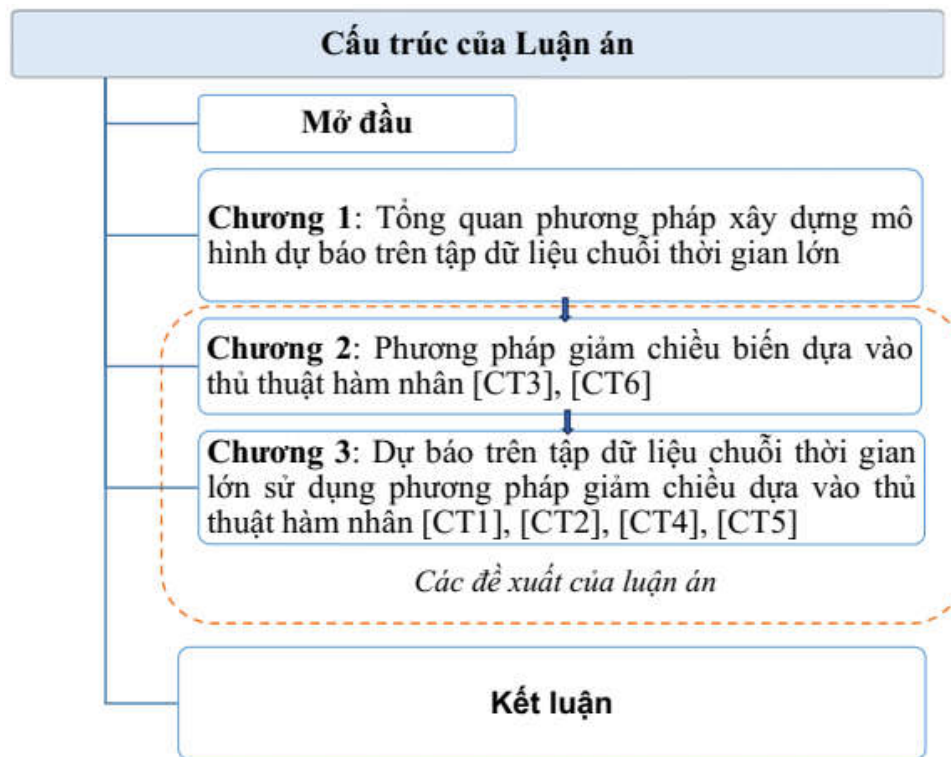 Cấu trúc của Luận án
Mở đầu
Chương 1: Tổng quan phương pháp xây dựng mô
hình dự báo trên tập dữ liệu chuỗi thời gian lớn
Chương 2: Phương pháp giảm chiều biến dựa vào
thủ thuật hàm nhân [CT3], [CT6]
Chương 3: Dự báo trên tập dữ liệu chuỗi thời gian
lớn sử dụng phương pháp giảm chiều dựa vào thủ
thuật hàm nhân [CT1], [CT2], [CT4], [CT5]
Các đề xuất của luận án
Kết luận